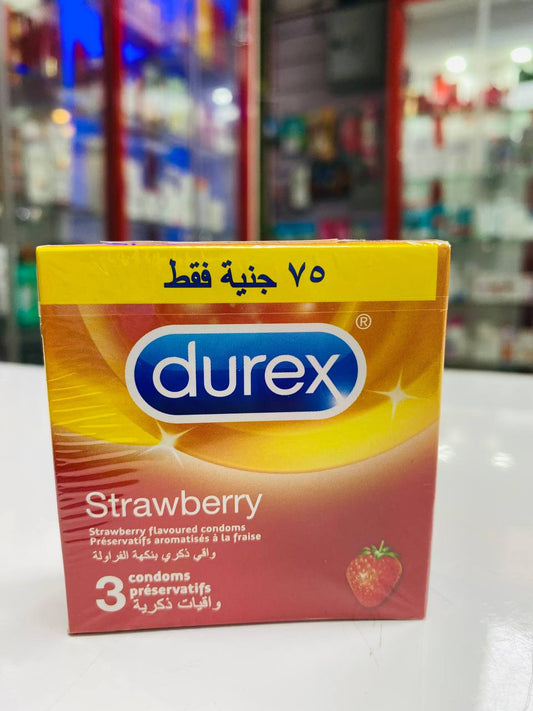 ٧٥ جنية فقط
durex®
Strawberry
Strawberry flavoured condoms
Préservatifs aromatisés à la fraise
واقي ذكري بنكهة الفراولة
3 condoms
préservatifs
واقيات ذكرية